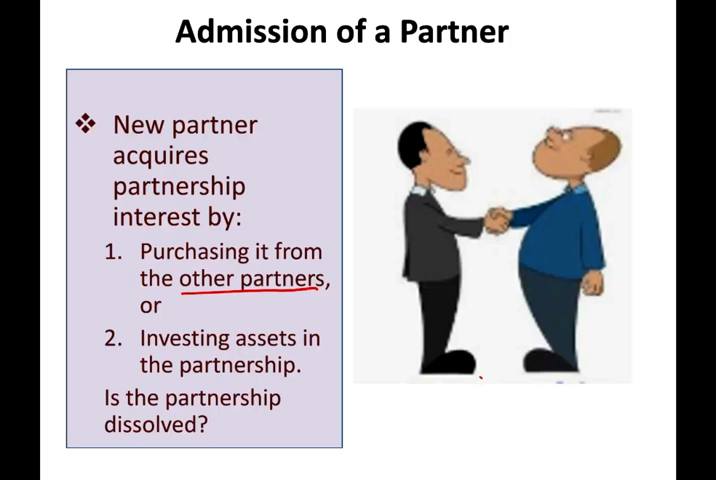 Admission of a Partner
❖ New partner
acquires
partnership
interest by:
1. Purchasing it from
the other partners,
or
2. Investing assets in
the partnership.
Is the partnership
dissolved?